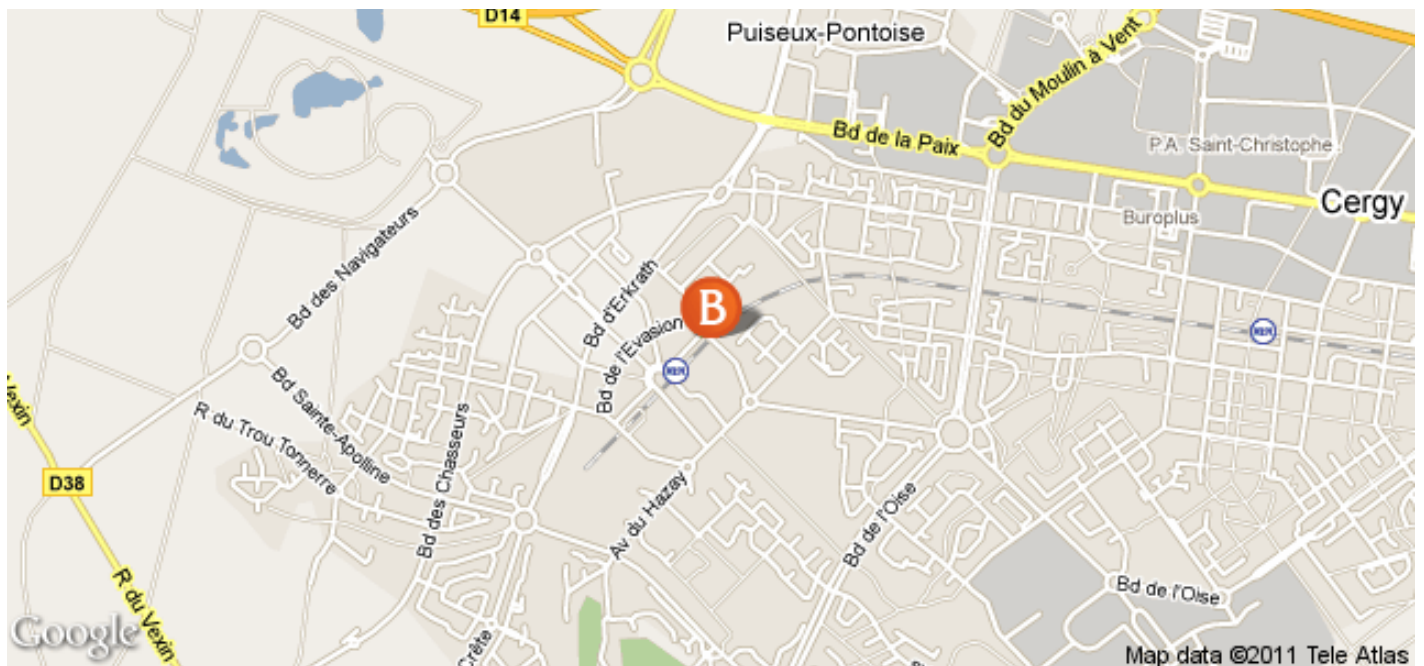 D14
Puiseux-Pontoise
Bd du Moulin à Vent
Bd de la Paix
P.A. Saint-Christophe
Cergy
Buroplus
Bd des Navigateurs
Bd d'Erkrath
B
Bd de l'Evasion
RER
RER
Vexin
Bd Sainte-Apolline
R du Trou Tonnerre
Bd des Chasseurs
D38
Av du Hazay
Bd de l'Oise
Bd de l'Oise
R du Vexin
Google
Crête
Map data ©2011 Tele Atlas